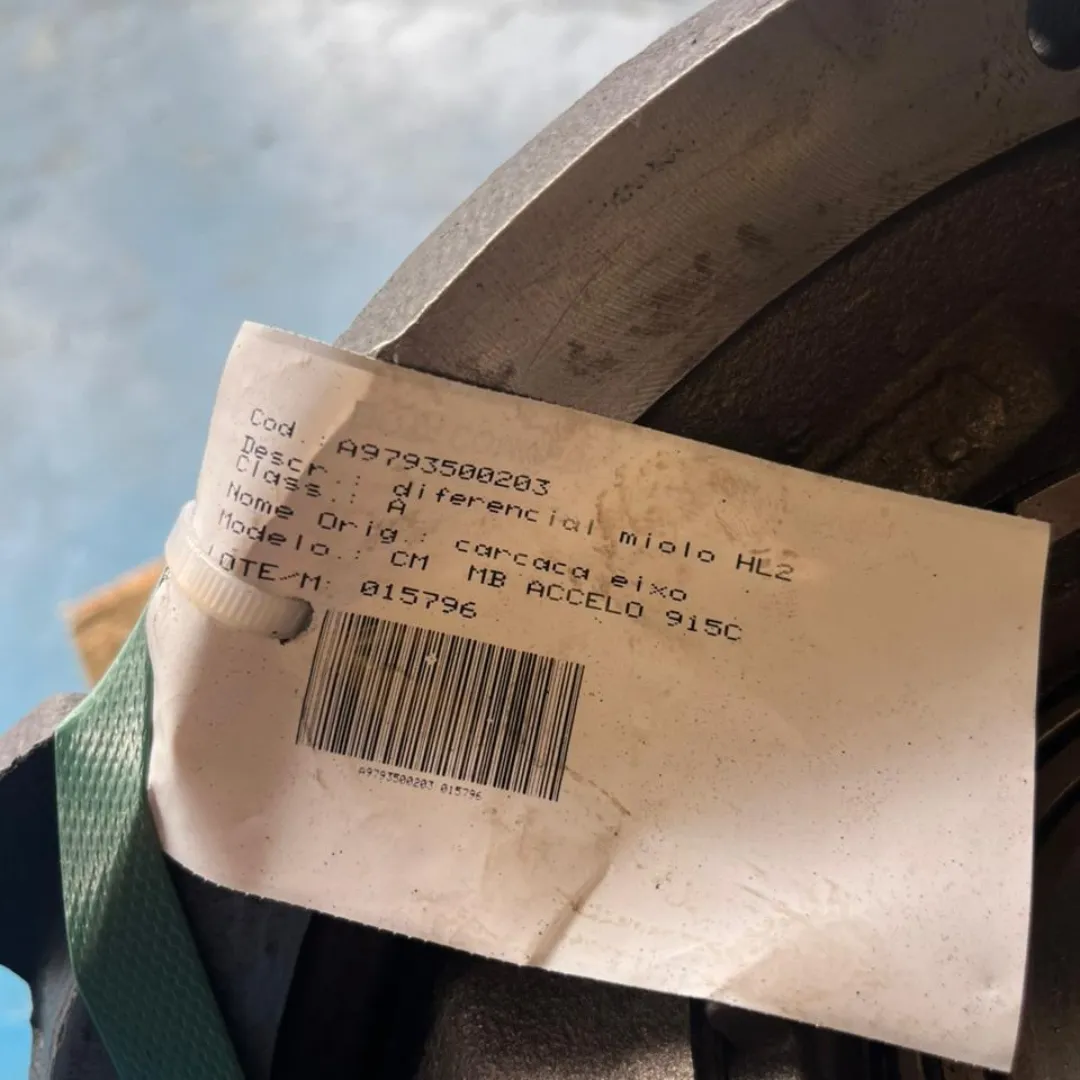 Cod .: A9793500203
Descr.: diferencial miolo HL2
Class.: A
Nome Orig.: carcaca eixo
Modelo.: CM MB ACCELO 915C
LOTE/M: 015796
A9793500203 015796